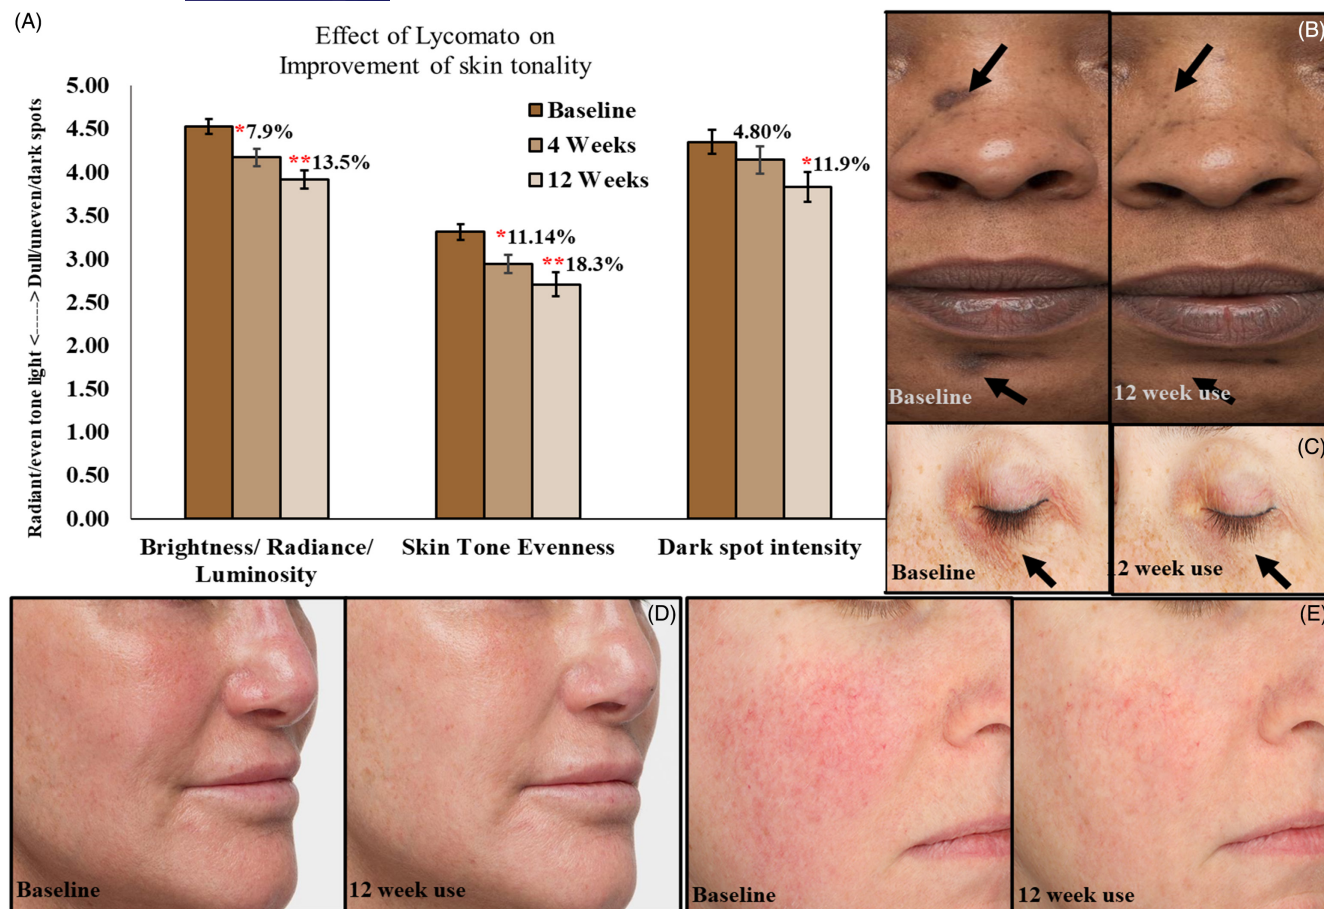 (A)
Effect of Lycomato on
Improvement of skin tonality
Radiant/even tone light <------> Dull/uneven/dark spots
5.00
4.50
4.00
3.50
3.00
2.50
2.00
1.50
1.00
0.50
0.00
Baseline
4 Weeks
12 Weeks
*7.9%
**13.5%
*11.14%
**18.3%
4.80%
*11.9%
Brightness/ Radiance/
Luminosity
Skin Tone Evenness
Dark spot intensity
(B)
Baseline
12 week use
(C)
Baseline
12 week use
(D)
Baseline
12 week use
(E)
Baseline
12 week use